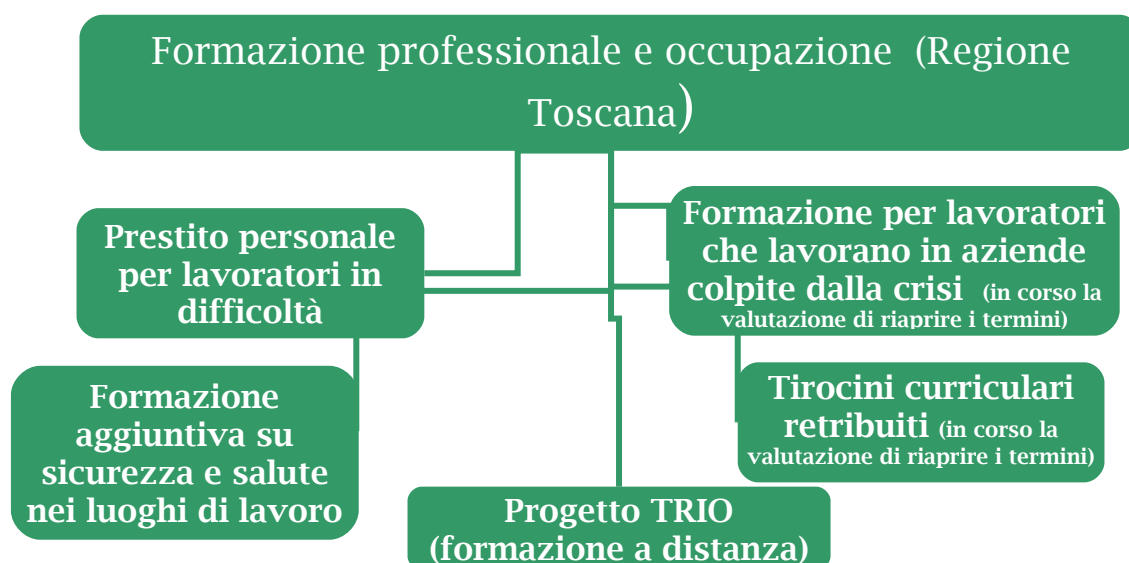 Formazione professionale e occupazione (Regione
Toscana)
Prestito personale
per lavoratori in
difficoltà
Formazione per lavoratori
che lavorano in aziende
colpite dalla crisi (in corso la
valutazione di riaprire i termini)
Formazione
aggiuntiva su
sicurezza e salute
nei luoghi di lavoro
Tirocini curriculari
retribuiti (in corso la
valutazione di riaprire i termini)
Progetto TRIO
(formazione a distanza)